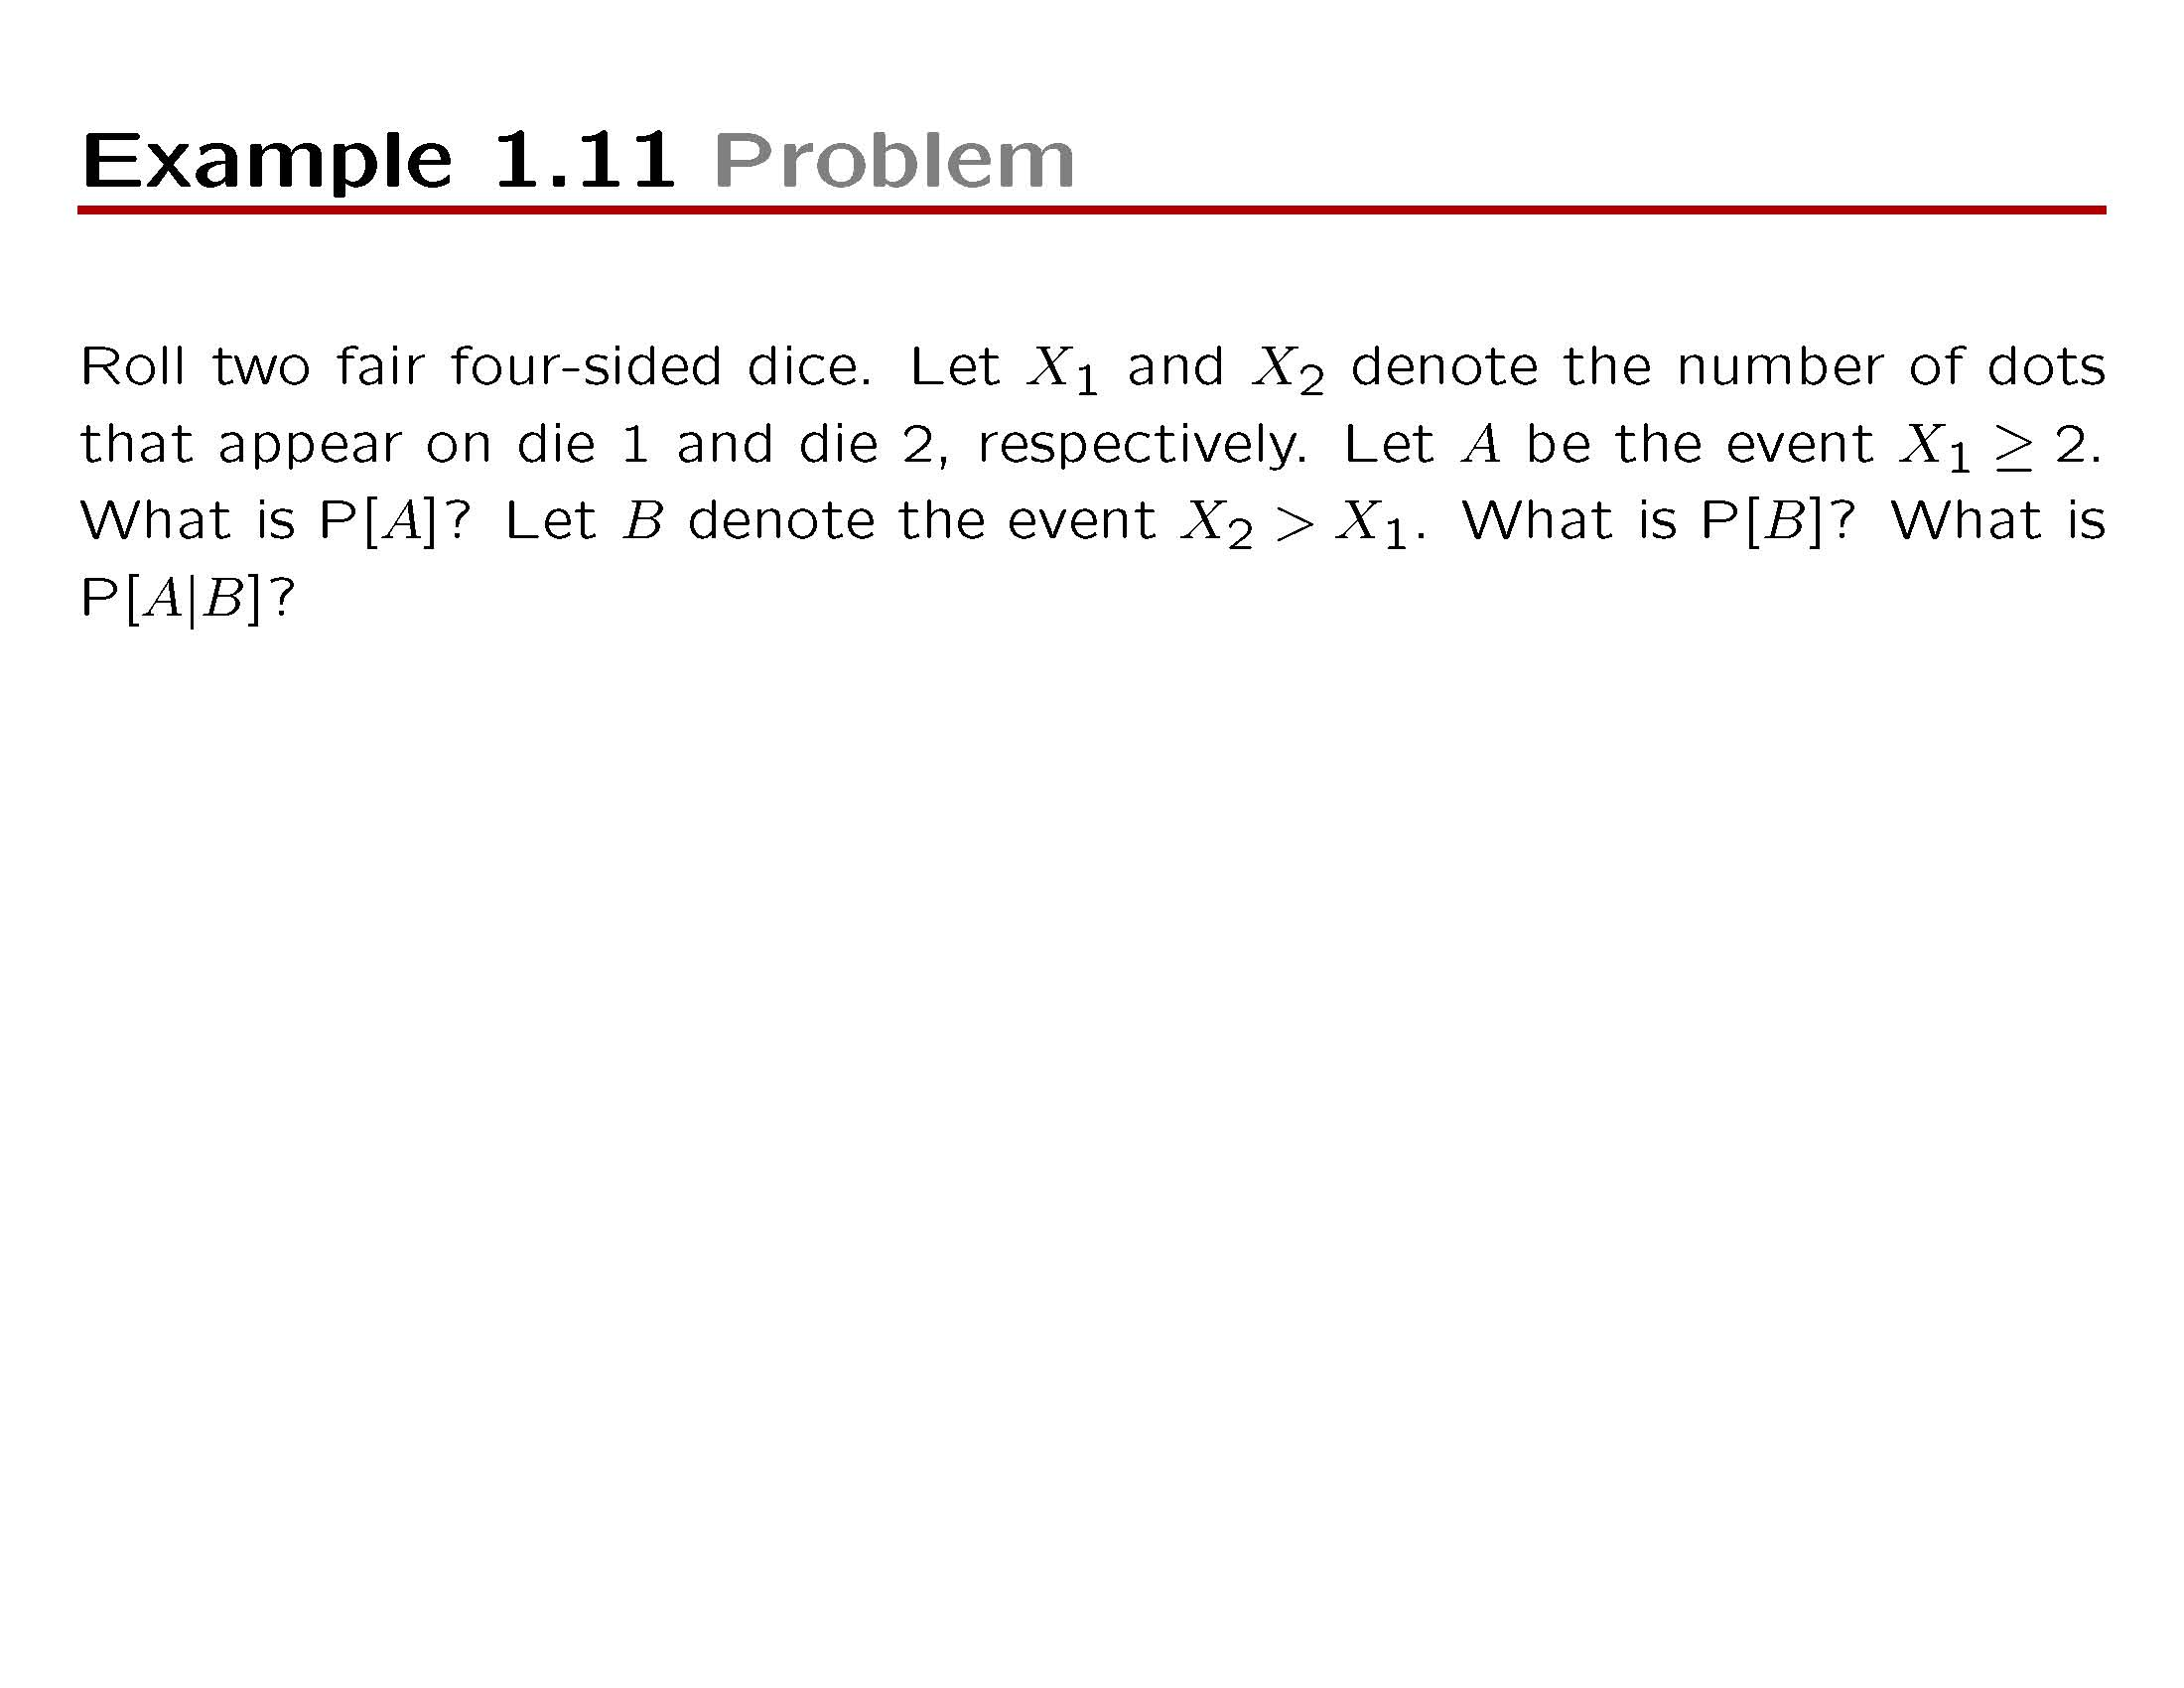 Example 1.11 Problem
Roll two fair four-sided dice. Let X₁ and X₂ denote the number of dots
that appear on die 1 and die 2, respectively. Let A be the event X₁ ≥ 2.
What is P[A]? Let B denote the event X₂ > X₁. What is P[B]? What is
P[A|B]?